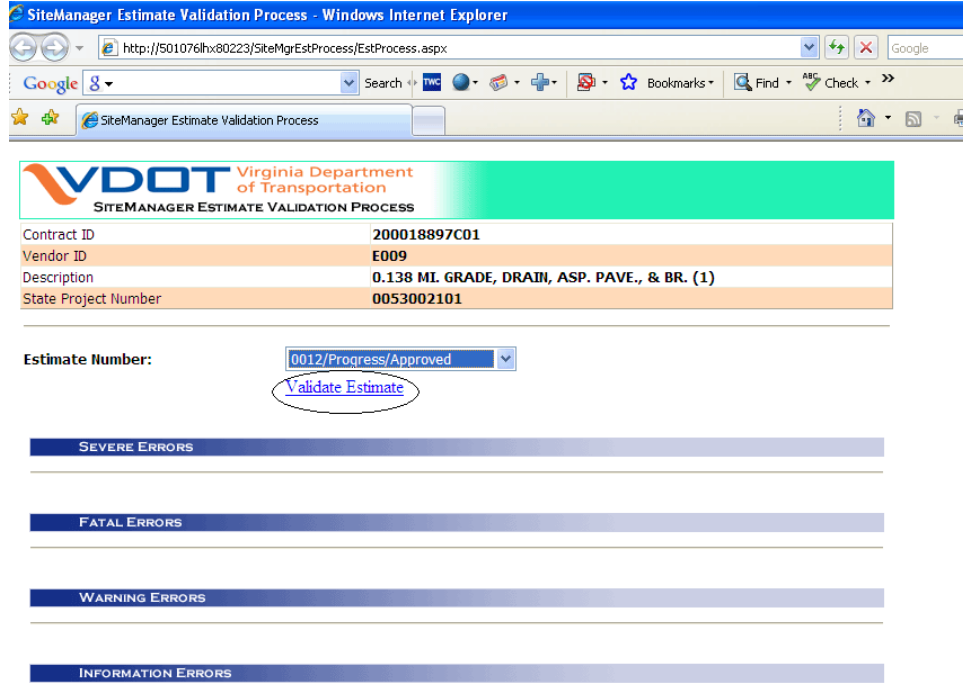 SiteManager Estimate Validation Process - Windows Internet Explorer
http://501076lhx80223/SiteMgrEstProcess/EstProcess.aspx
Google
Google
Search
TWC
Bookmarks
Find
ABC
Check
SiteManager Estimate Validation Process
VDOT Virginia Department
of Transportation
SITEMANAGER ESTIMATE VALIDATION PROCESS
Contract ID 200018897C01
Vendor ID E009
Description 0.138 MI. GRADE, DRAIN, ASP. PAVE., & BR. (1)
State Project Number 0053002101
Estimate Number: 0012/Progress/Approved
Validate Estimate
SEVERE ERRORS
FATAL ERRORS
WARNING ERRORS
INFORMATION ERRORS